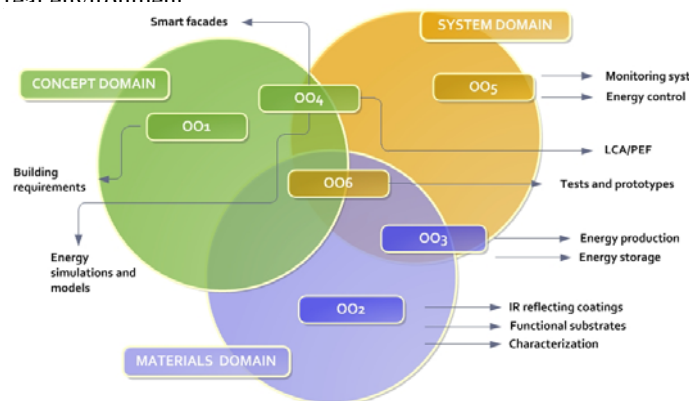 Smart facades
SYSTEM DOMAIN
CONCEPT DOMAIN
Monitoring syst
OO4
OO5
Energy control
OO1
LCA/PEF
Building
requirements
OO6
Tests and prototypes
OO3
Energy production
Energy
simulations and
models
Energy storage
OO2
IR reflecting coatings
Functional substrates
Characterization
MATERIALS DOMAIN